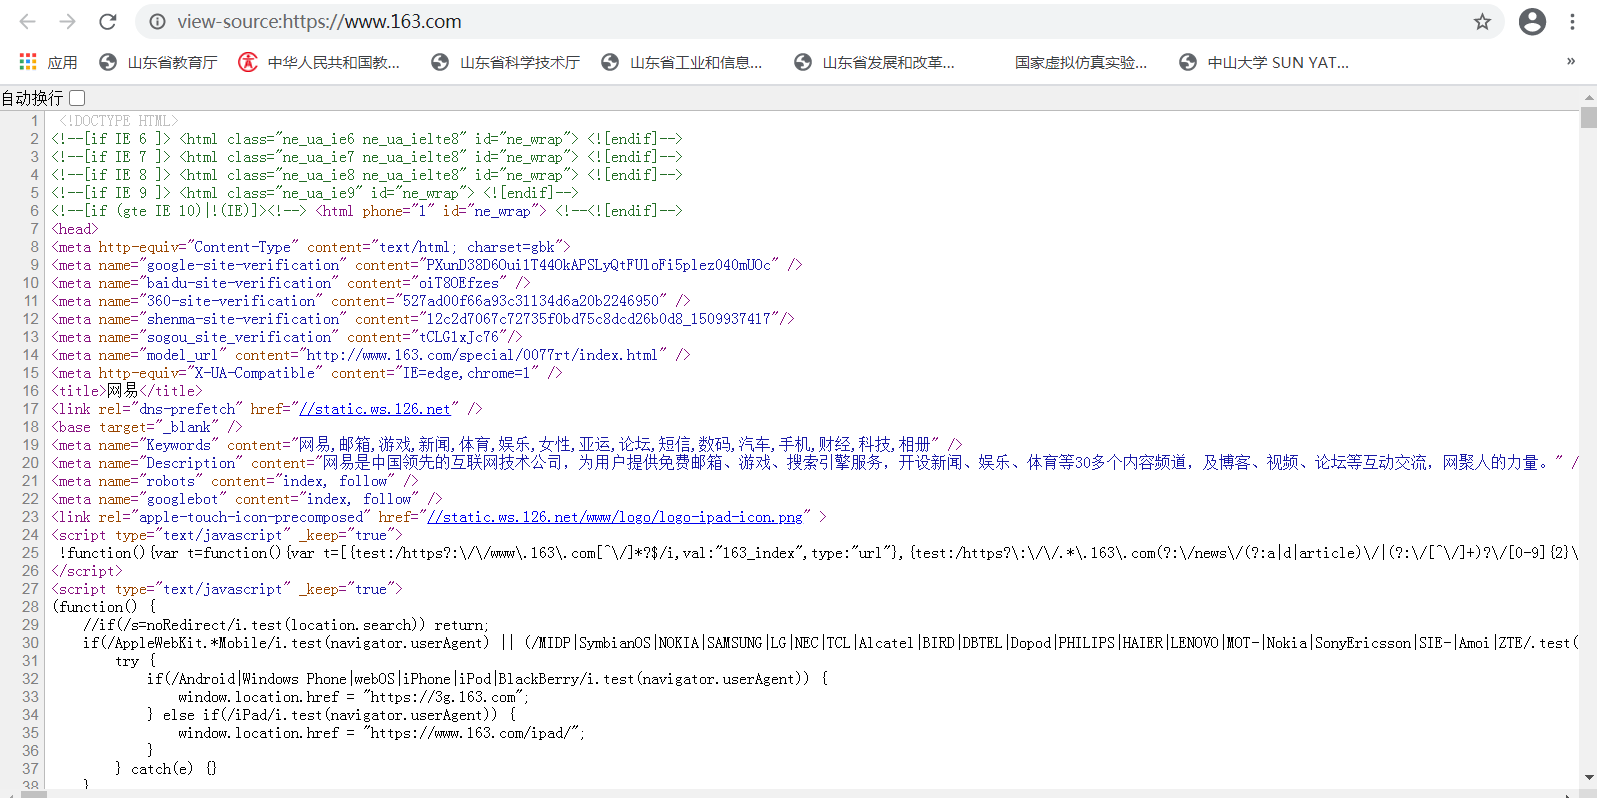 view-source:https://www.163.com
应用 山东省教育厅 中华人民共和国教... 山东省科学技术厅 山东省工业和信息... 山东省发展和改革... 国家虚拟仿真实验... 中山大学 SUN YAT... »
自动换行
1 <!DOCTYPE HTML>
2 <!--[if IE 6 ]> <html class="ne_ua_ie6 ne_ua_ielte8" id="ne_wrap"> <![endif]-->
3 <!--[if IE 7 ]> <html class="ne_ua_ie7 ne_ua_ielte8" id="ne_wrap"> <![endif]-->
4 <!--[if IE 8 ]> <html class="ne_ua_ie8 ne_ua_ielte8" id="ne_wrap"> <![endif]-->
5 <!--[if IE 9 ]> <html class="ne_ua_ie9" id="ne_wrap"> <![endif]-->
6 <!--[if (gte IE 10)|!(IE)]><!--> <html phone="1" id="ne_wrap"> <!--<![endif]-->
7 <head>
8 <meta http-equiv="Content-Type" content="text/html; charset=gbk">
9 <meta name="google-site-verification" content="PXunD38D6Oui1T44OkAPSLyQtFUloFi5plez040mUOc" />
10 <meta name="baidu-site-verification" content="oiT8OEfzes" />
11 <meta name="360-site-verification" content="527ad00f66a93c31134d6a20b2246950" />
12 <meta name="shenma-site-verification" content="12c2d7067c72735f0bd75c8dcd26b0d8_1509937417"/>
13 <meta name="sogou_site_verification" content="tCLG1xJc76"/>
14 <meta name="model_url" content="http://www.163.com/special/0077rt/index.html" />
15 <meta http-equiv="X-UA-Compatible" content="IE=edge,chrome=1" />
16 <title>网易</title>
17 <link rel="dns-prefetch" href="//static.ws.126.net" />
18 <base target="_blank" />
19 <meta name="Keywords" content="网易,邮箱,游戏,新闻,体育,娱乐,女性,亚运,论坛,短信,数码,汽车,手机,财经,科技,相册" />
20 <meta name="Description" content="网易是中国领先的互联网技术公司，为用户提供免费邮箱、游戏、搜索引擎服务，开设新闻、娱乐、体育等30多个内容频道，及博客、视频、论坛等互动交流，网聚人的力量。" /
21 <meta name="robots" content="index, follow" />
22 <meta name="googlebot" content="index, follow" />
23 <link rel="apple-touch-icon-precomposed" href="//static.ws.126.net/www/logo/logo-ipad-icon.png" >
24 <script type="text/javascript" _keep="true">
25 !function(){var t=function(){var t=[{test:/https?:\/\/www\.163\.com[^\/]*?$/i,val:"163_index",type:"url"},{test:/https?\:\/\/.*\.163\.com(?:\/news\/(?:a|d|article)\/|(?:\/[^\/]+)?\/[0-9]{2}\
26 </script>
27 <script type="text/javascript" _keep="true">
28 (function() {
29 //if(/s=noRedirect/i.test(location.search)) return;
30 if(/AppleWebKit.*Mobile/i.test(navigator.userAgent) || (/MIDP|SymbianOS|NOKIA|SAMSUNG|LG|NEC|TCL|Alcatel|BIRD|DBTEL|Dopod|PHILIPS|HAIER|LENOVO|MOT-|Nokia|SonyEricsson|SIE-|Amoi|ZTE/.test(
31 try {
32 if(/Android|Windows Phone|webOS|iPhone|iPod|BlackBerry/i.test(navigator.userAgent)) {
33 window.location.href = "https://3g.163.com";
34 } else if(/iPad/i.test(navigator.userAgent)) {
35 window.location.href = "https://www.163.com/ipad/";
36 }
37 } catch(e) {}
38 }